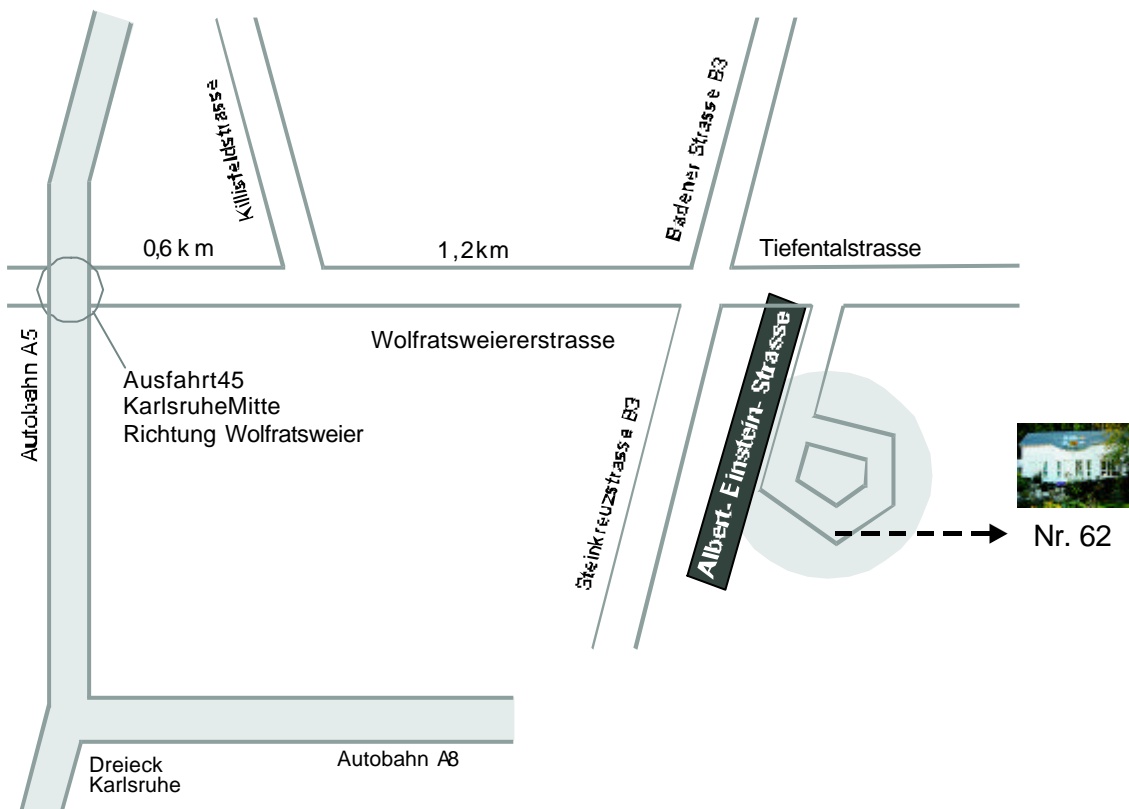 Killisfeldstrasse
Badener Strasse B3
0,6 km
1,2km
Tiefentalstrasse
Autobahn A5
Wolfratsweiererstrasse
Ausfahrt45
KarlsruheMitte
Richtung Wolfratsweier
Steinkreuzstrasse B3
Albert-Einstein-Strasse
Nr. 62
Dreieck
Karlsruhe
Autobahn A8